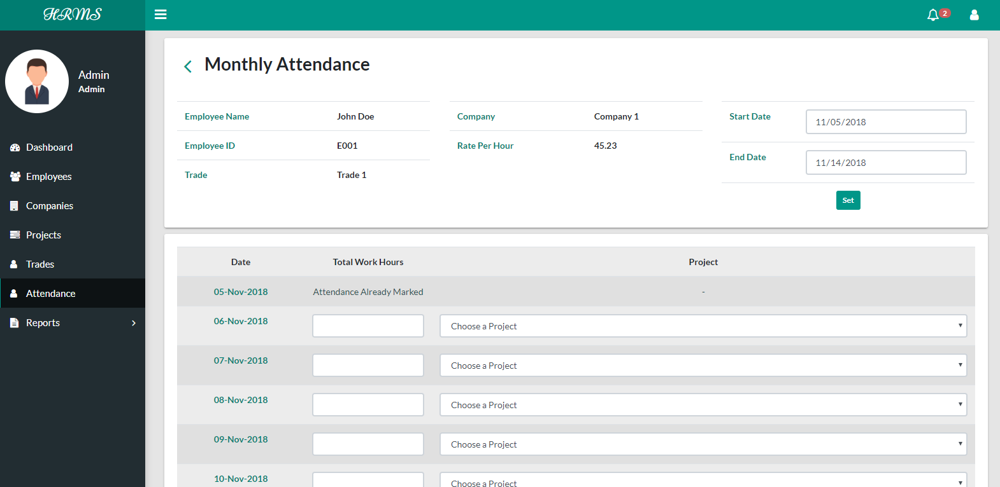 HRMS
2
Admin
Admin
Dashboard
Employees
Companies
Projects
Trades
Attendance
Reports
Monthly Attendance
Employee Name John Doe
Employee ID E001
Trade Trade 1
Company Company 1
Rate Per Hour 45.23
Start Date 11/05/2018
End Date 11/14/2018
Set
Date Total Work Hours Project
05-Nov-2018 Attendance Already Marked -
06-Nov-2018 Choose a Project
07-Nov-2018 Choose a Project
08-Nov-2018 Choose a Project
09-Nov-2018 Choose a Project
10-Nov-2018 Choose a Project